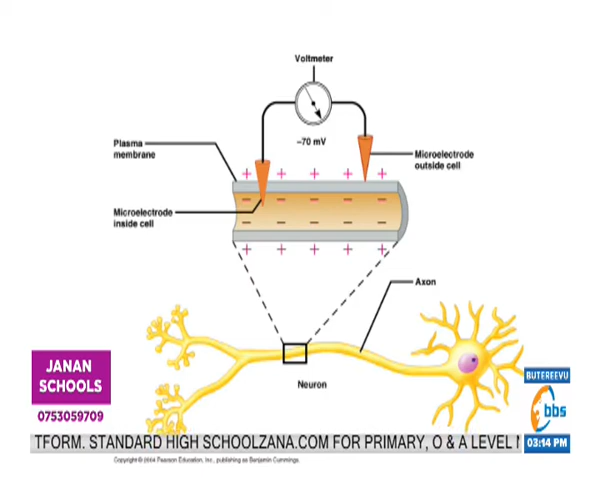 Voltmeter
−70 mV
Plasma
membrane
Microelectrode
outside cell
Microelectrode
inside cell
Axon
Neuron
JANAN
SCHOOLS
0753059709
BUTEREEVU
bbs
TFORM. STANDARD HIGH SCHOOLZANA.COM FOR PRIMARY, O & A LEVEL
03:14 PM
Copyright © 2004 Pearson Education, Inc., publishing as Benjamin Cummings.